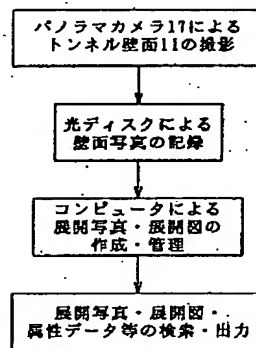 パノラマカメラ17による
トンネル壁面11の撮影
光ディスクによる
壁面写真の記録
コンピュータによる
展開写真・展開図の
作成・管理
展開写真・展開図・
属性データ等の検索・出力